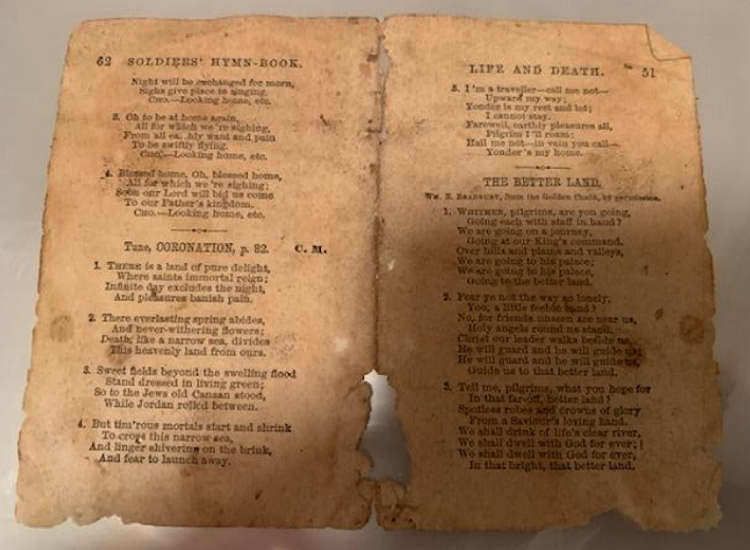 62 SOLDIERS' HYMN-BOOK.
Night will be exchanged for morn,
Sighs give place to singing.
CHO.—Looking home, etc.
3. Oh to be at home again,
All for which we 're sighing,
From all ea hly want and pain
To be swiftly flying.
CHO.—Looking home, etc.
4. Blessed home, Oh, blessed home,
All for which we 're sighing;
Soon our Lord will bid us come
To our Father's kingdom.
CHO.—Looking home, etc.
Tune, CORONATION, p. 82. C. M.
1. THERE is a land of pure delight,
Where saints immortal reign;
Infinite day excludes the night,
And pleasures banish pain.
2. There everlasting spring abides,
And never-withering flowers;
Death, like a narrow sea, divides
This heavenly land from ours.
3. Sweet fields beyond the swelling flood
Stand dressed in living green;
So to the Jews old Canaan stood,
While Jordan rolled between.
4. But tim'rous mortals start and shrink
To cross this narrow sea,
And linger shivering on the brink,
And fear to launch away.
LIFE AND DEATH. 51
3. I 'm a traveller—call me not—
Upward my way;
Yonder is my rest and lot;
I cannot stay.
Farewell, earthly pleasures all,
Pilgrim I 'll roam;
Hail me not—in vain you call—
Yonder 's my home.
THE BETTER LAND.
WM. B. BRADBURY, from the Golden Chain, by permission.
1. WHITHER, pilgrims, are you going,
Going each with staff in hand?
We are going on a journey,
Going at our King's command.
Over hills and plains and valleys,
We are going to his palace;
We are going to his palace,
Going to the better land.
2. Fear ye not the way so lonely,
You, a little feeble band?
No, for friends unseen are near us,
Holy angels round us stand.
Christ our leader walks beside us,
He will guard and he will guide us;
He will guard and he will guide us,
Guide us to that better land.
3. Tell me, pilgrims, what you hope for
In that far-off, better land?
Spotless robes and crowns of glory
From a Saviour's loving hand.
We shall drink of life's clear river,
We shall dwell with God for ever;
We shall dwell with God for ever,
In that bright, that better land.